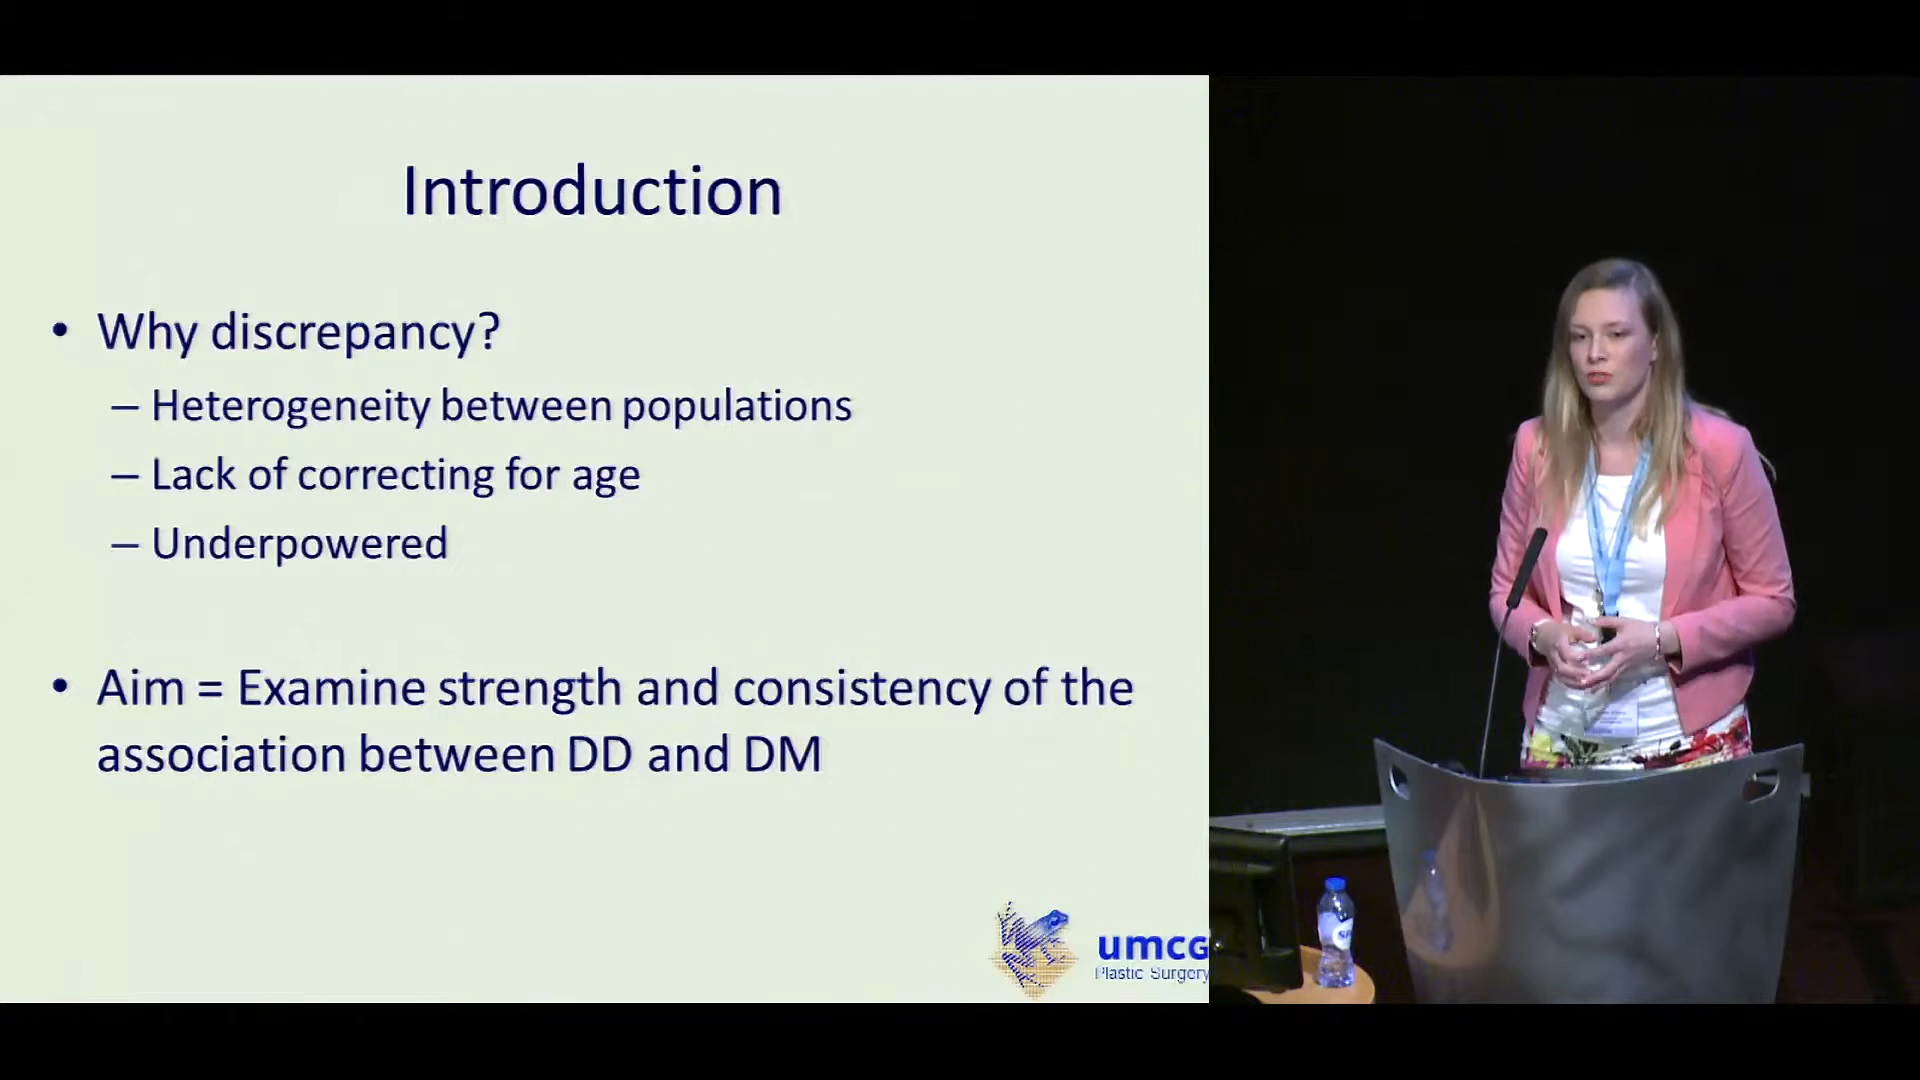 Introduction
• Why discrepancy?
– Heterogeneity between populations
– Lack of correcting for age
– Underpowered
• Aim = Examine strength and consistency of the
association between DD and DM
umcg
Plastic Surgery